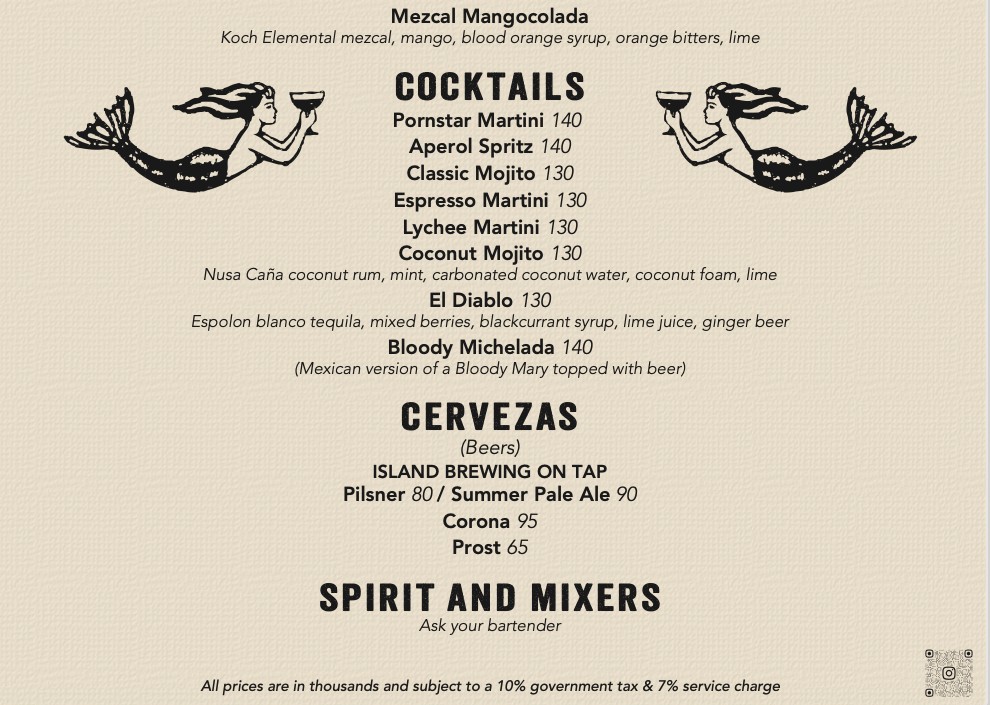 Mezcal Mangocolada
Koch Elemental mezcal, mango, blood orange syrup, orange bitters, lime
COCKTAILS
Pornstar Martini 140
Aperol Spritz 140
Classic Mojito 130
Espresso Martini 130
Lychee Martini 130
Coconut Mojito 130
Nusa Caña coconut rum, mint, carbonated coconut water, coconut foam, lime
El Diablo 130
Espolon blanco tequila, mixed berries, blackcurrant syrup, lime juice, ginger beer
Bloody Michelada 140
(Mexican version of a Bloody Mary topped with beer)
CERVEZAS
(Beers)
ISLAND BREWING ON TAP
Pilsner 80 / Summer Pale Ale 90
Corona 95
Prost 65
SPIRIT AND MIXERS
Ask your bartender
All prices are in thousands and subject to a 10% government tax & 7% service charge